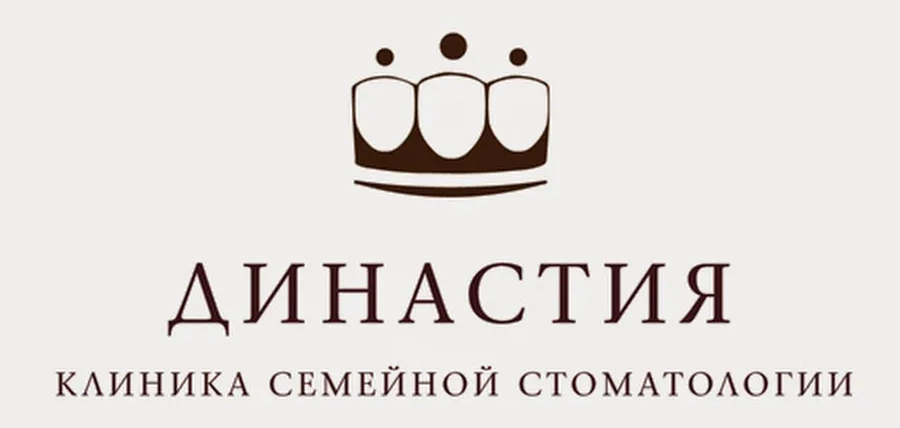 ДИНАСТИЯ
КЛИНИКА СЕМЕЙНОЙ СТОМАТОЛОГИИ